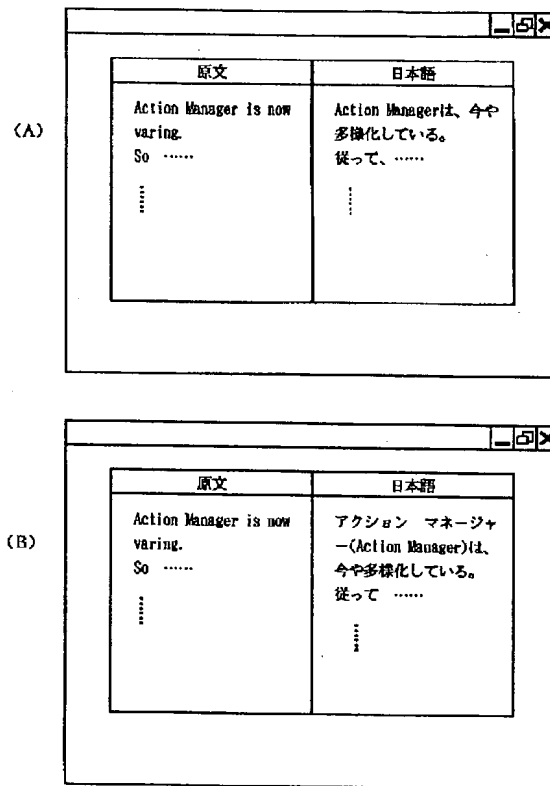 (A)
原文
日本語
Action Manager is now
varing.
So ……
Action Managerは、今や
多様化している。
従って、……
(B)
原文
日本語
Action Manager is now
varing.
So ……
アクション マネージャ
ー(Action Manager)は、
今や多様化している。
従って ……